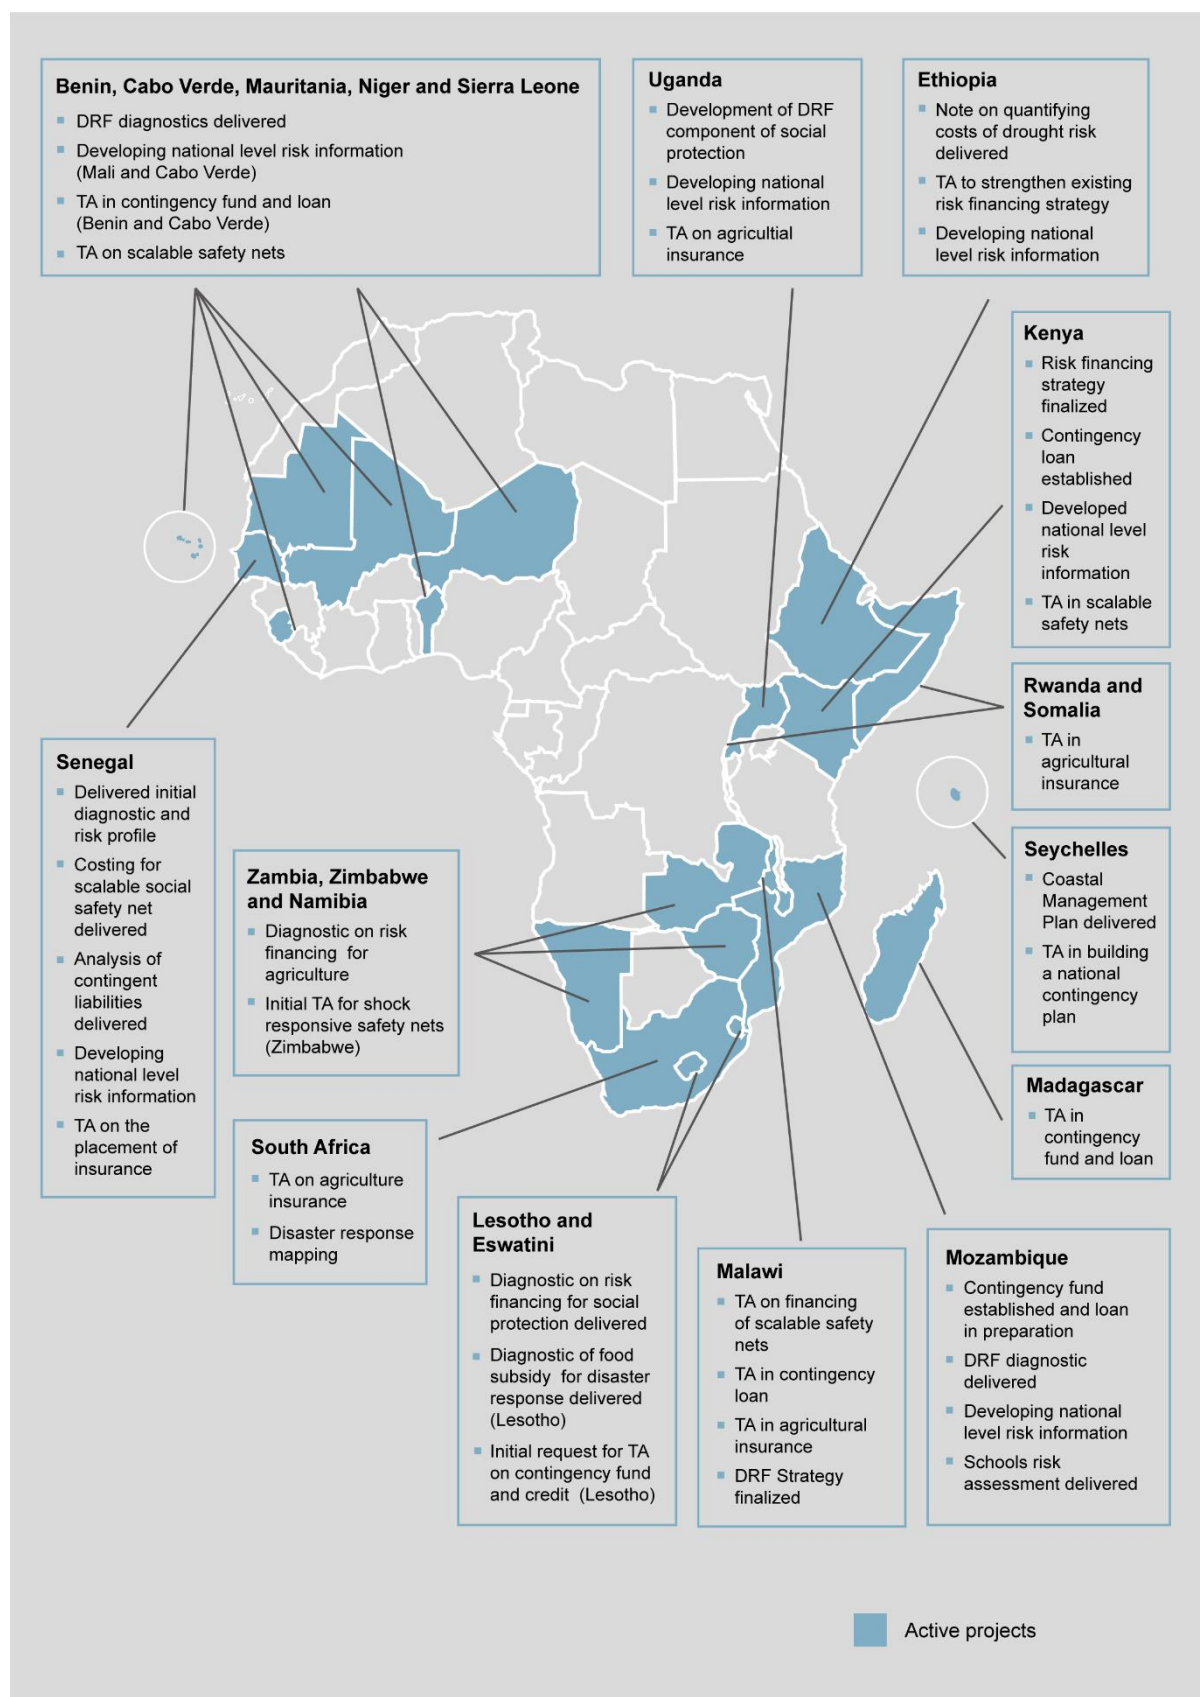 Benin, Cabo Verde, Mauritania, Niger and Sierra Leone
DRF diagnostics delivered
Developing national level risk information
(Mali and Cabo Verde)
TA in contingency fund and loan
(Benin and Cabo Verde)
TA on scalable safety nets
Uganda
Development of DRF
component of social
protection
Developing national
level risk information
TA on agricultial
insurance
Ethiopia
Note on quantifying
costs of drought risk
delivered
TA to strengthen existing
risk financing strategy
Developing national
level risk information
Kenya
Risk financing
strategy
finalized
Contingency
loan
established
Developed
national level
risk
information
TA in scalable
safety nets
Rwanda and
Somalia
TA in
agricultural
insurance
Seychelles
Coastal
Management
Plan delivered
TA in building
a national
contingency
plan
Madagascar
TA in
contingency
fund and loan
Senegal
Delivered initial
diagnostic and
risk profile
Costing for
scalable social
safety net
delivered
Analysis of
contingent
liabilities
delivered
Developing
national level
risk information
TA on the
placement of
insurance
Zambia, Zimbabwe
and Namibia
Diagnostic on risk
financing for
agriculture
Initial TA for shock
responsive safety nets
(Zimbabwe)
South Africa
TA on agriculture
insurance
Disaster response
mapping
Lesotho and
Eswatini
Diagnostic on risk
financing for social
protection delivered
Diagnostic of food
subsidy for disaster
response delivered
(Lesotho)
Initial request for TA
on contingency fund
and credit (Lesotho)
Malawi
TA on financing
of scalable safety
nets
TA in contingency
loan
TA in agricultural
insurance
DRF Strategy
finalized
Mozambique
Contingency fund
established and loan
in preparation
DRF diagnostic
delivered
Developing national
level risk information
Schools risk
assessment delivered
Active projects